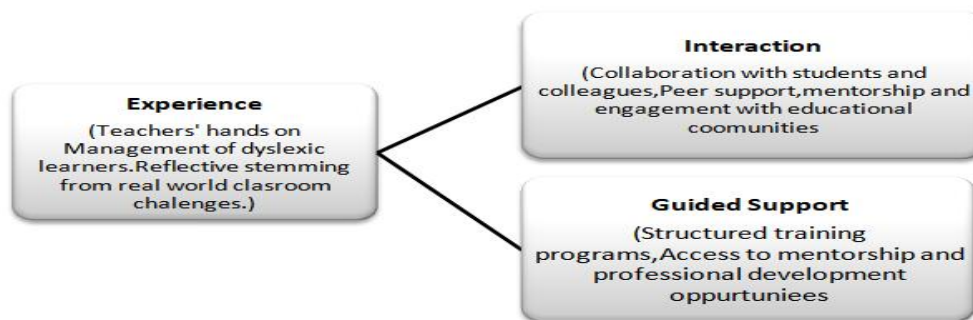 Experience
(Teachers' hands on
Management of dyslexic
learners.Reflective stemming
from real world clasroom
chalenges.)
Interaction
(Collaboration with students and
colleagues,Peer support,mentorship and
engagement with educational
coomunities
Guided Support
(Structured training
programs,Access to mentorship and
professional development
oppurtuniees